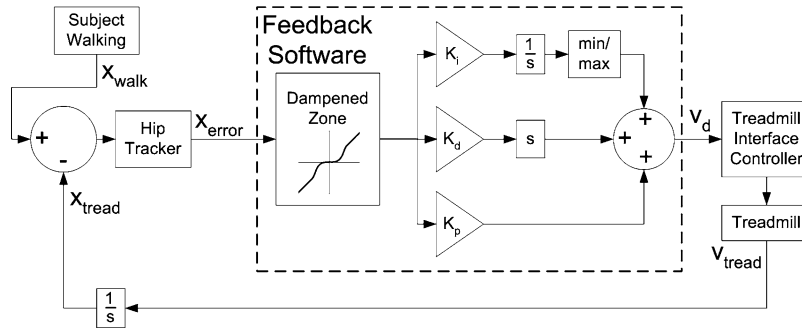 Subject
Walking
x_walk
+
-
Hip
Tracker
x_error
x_tread
Feedback
Software
Dampened
Zone
K_i
1/s
min/
max
K_d
s
K_p
+
+
+
v_d
Treadmill
Interface
Controller
Treadmill
v_tread
1/s